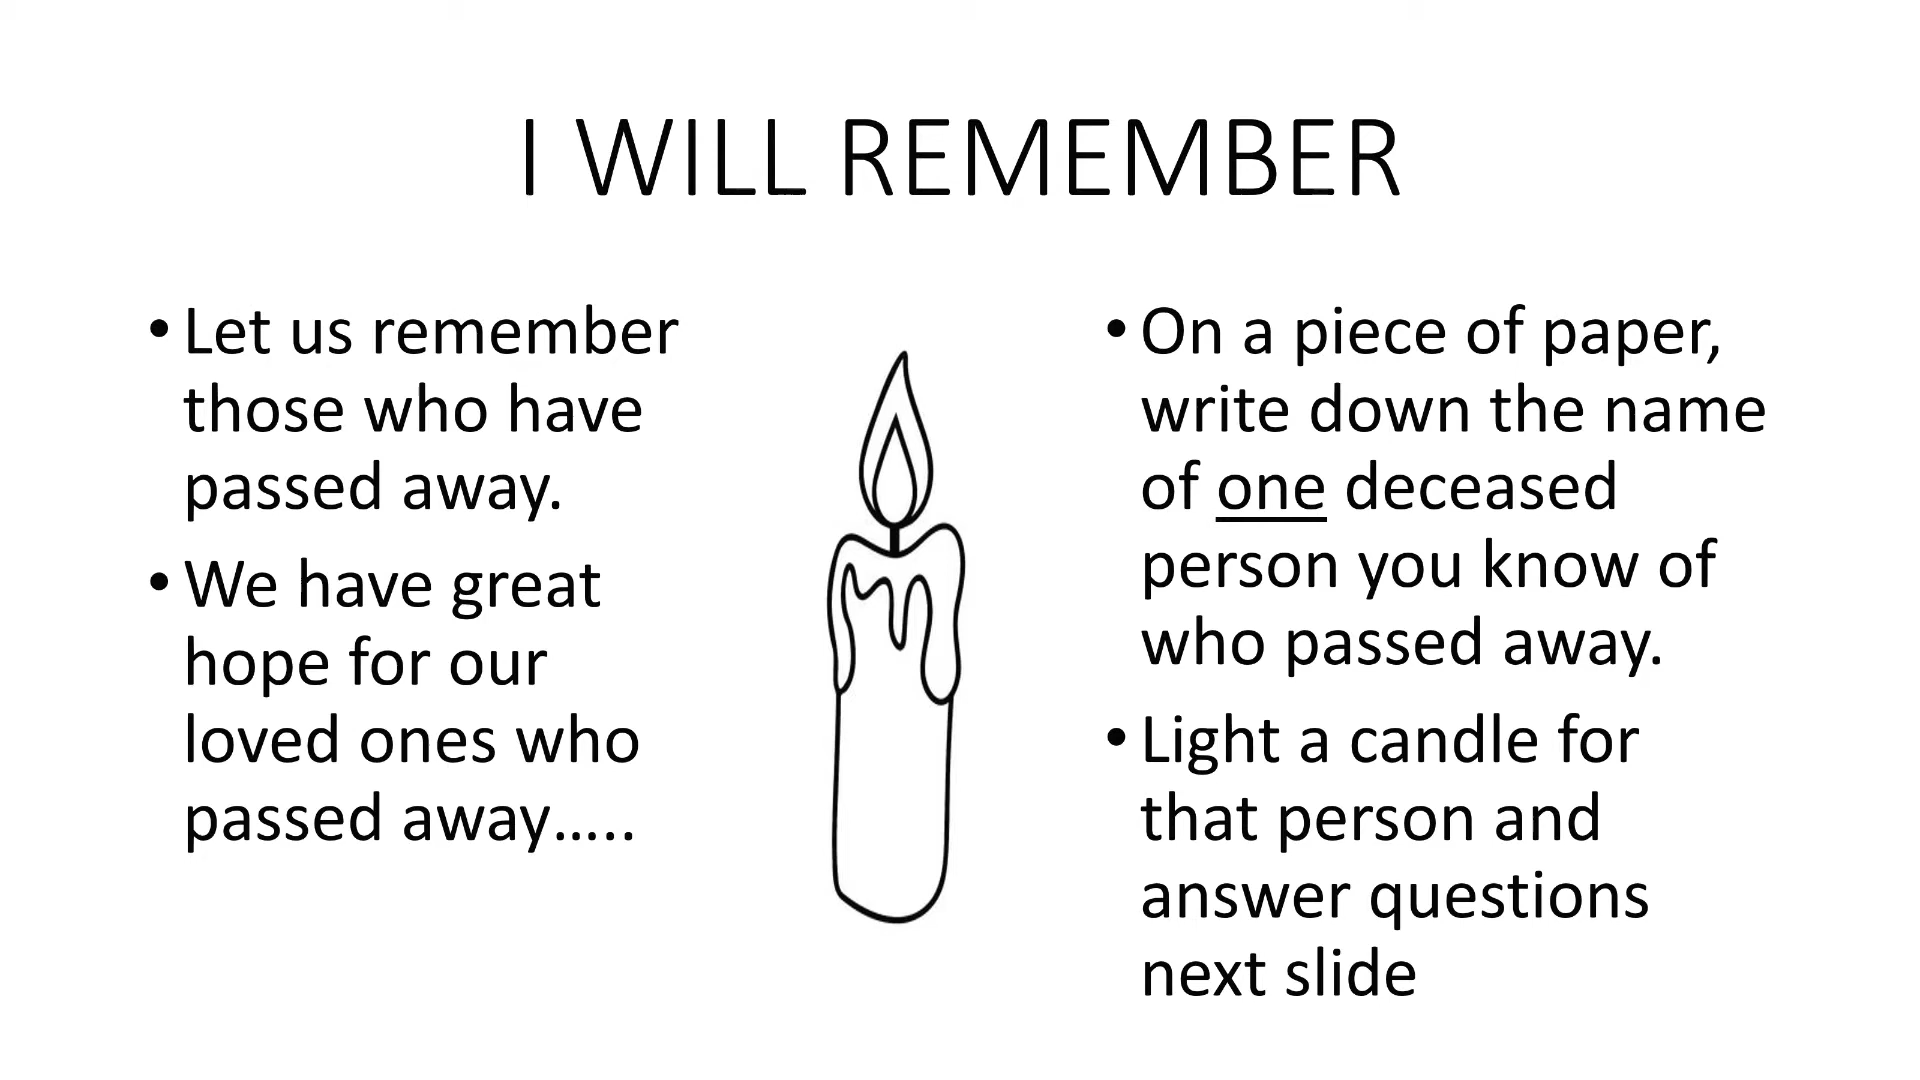 I WILL REMEMBER
• Let us remember
those who have
passed away.
• We have great
hope for our
loved ones who
passed away…..
• On a piece of paper,
write down the name
of one deceased
person you know of
who passed away.
• Light a candle for
that person and
answer questions
next slide